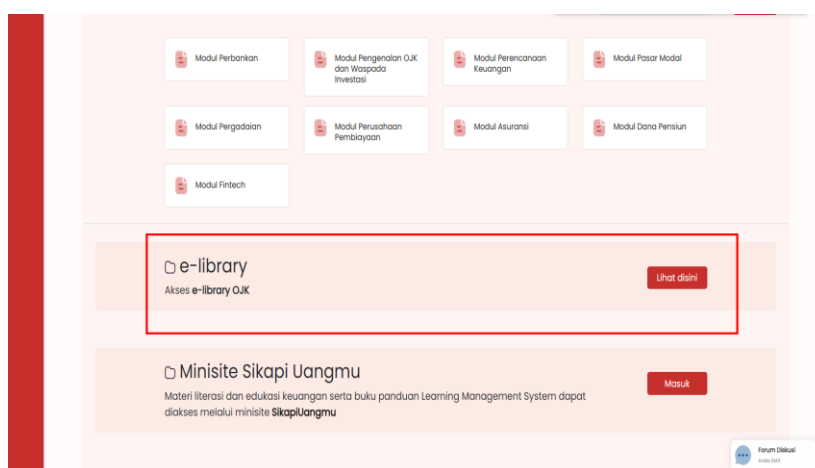 Modul Perbankan
Modul Pengenalan OJK
dan Waspada
Investasi
Modul Perencanaan
Keuangan
Modul Pasar Modal
Modul Pergadaian
Modul Perusahaan
Pembiayaan
Modul Asuransi
Modul Dana Pensiun
Modul Fintech
e-library
Akses e-library OJK
Lihat disini
Minisite Sikapi Uangmu
Materi literasi dan edukasi keuangan serta buku panduan Learning Management System dapat
diakses melalui minisite SikapiUangmu
Masuk
Forum Diskusi
Anda Aktif